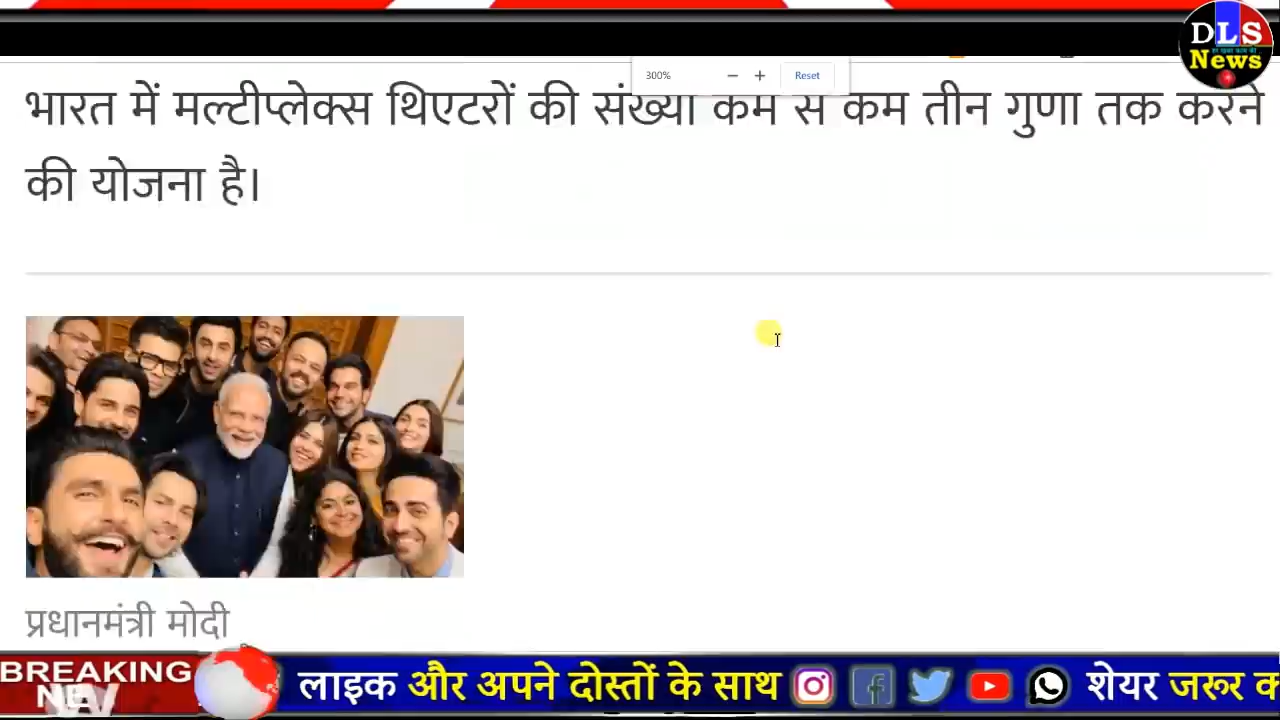 DLS
News
300%
Reset
भारत में मल्टीप्लेक्स थिएटरों की संख्या कम से कम तीन गुणा तक करने
की योजना है।
प्रधानमंत्री मोदी
BREAKING
NE
लाइक और अपने दोस्तों के साथ शेयर जरूर क